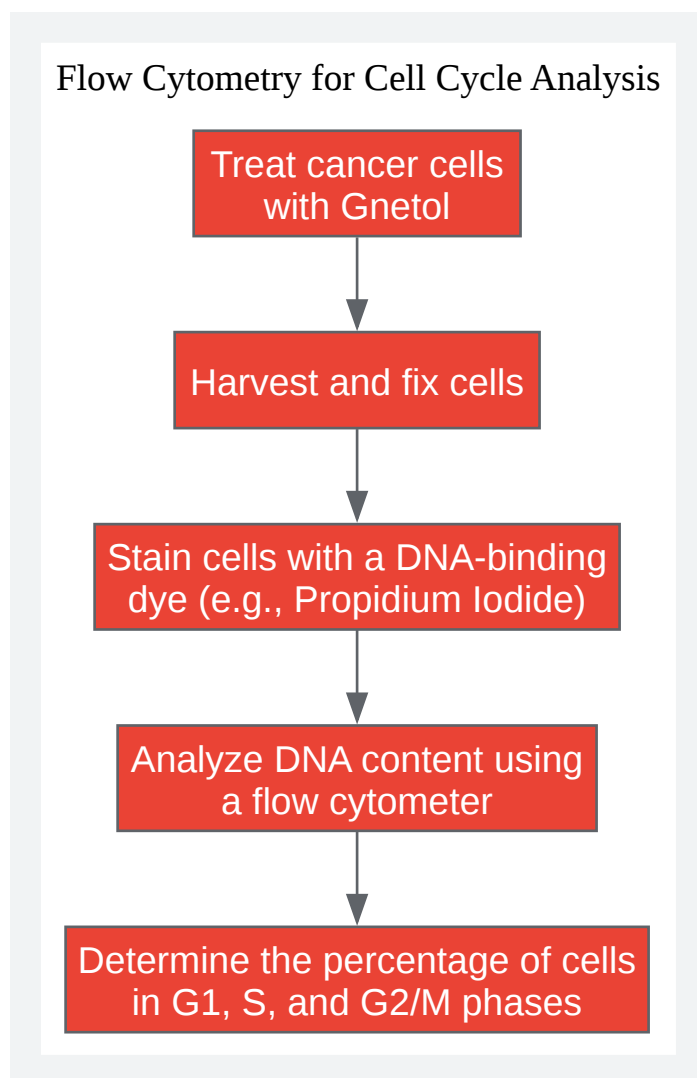 Flow Cytometry for Cell Cycle Analysis
Treat cancer cells
with Gnetol
Harvest and fix cells
Stain cells with a DNA-binding
dye (e.g., Propidium Iodide)
Analyze DNA content using
a flow cytometer
Determine the percentage of cells
in G1, S, and G2/M phases